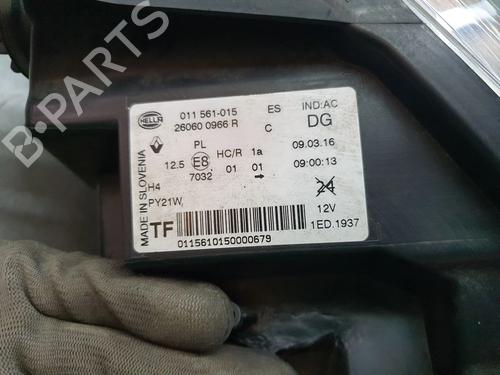 HELLA
011 561-015
ES
IND:AC
26060 0966 R
C
DG
PL
09.03.16
12.5
E8
HC/R
1a
7032
01
01
09:00:13
→
H4
24
PY21W
12V
TF
1ED.1937
0115610150000679
MADE IN SLOVENIA
B-PARTS